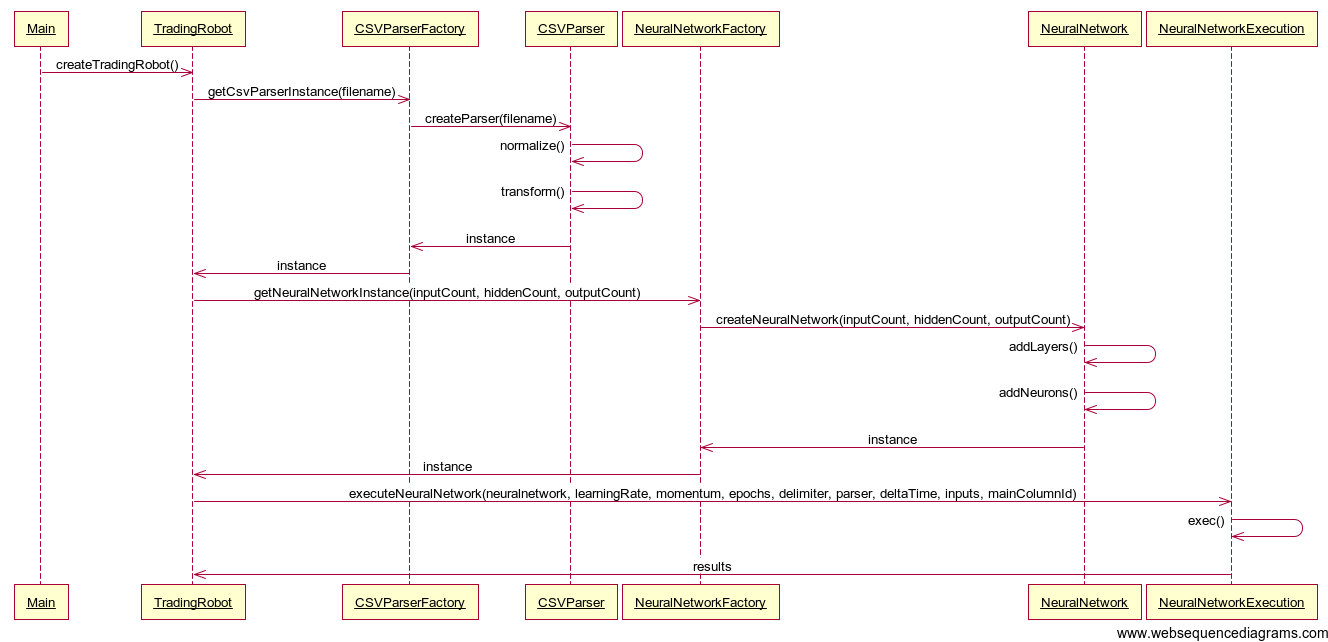 Main TradingRobot CSVParserFactory CSVParser NeuralNetworkFactory NeuralNetwork NeuralNetworkExecution
createTradingRobot()
getCsvParserInstance(filename)
createParser(filename)
normalize()
transform()
instance
instance
getNeuralNetworkInstance(inputCount, hiddenCount, outputCount)
createNeuralNetwork(inputCount, hiddenCount, outputCount)
addLayers()
addNeurons()
instance
instance
executeNeuralNetwork(neuralnetwork, learningRate, momentum, epochs, delimiter, parser, deltaTime, inputs, mainColumnId)
exec()
results
Main TradingRobot CSVParserFactory CSVParser NeuralNetworkFactory NeuralNetwork NeuralNetworkExecution
www.websequencediagrams.com